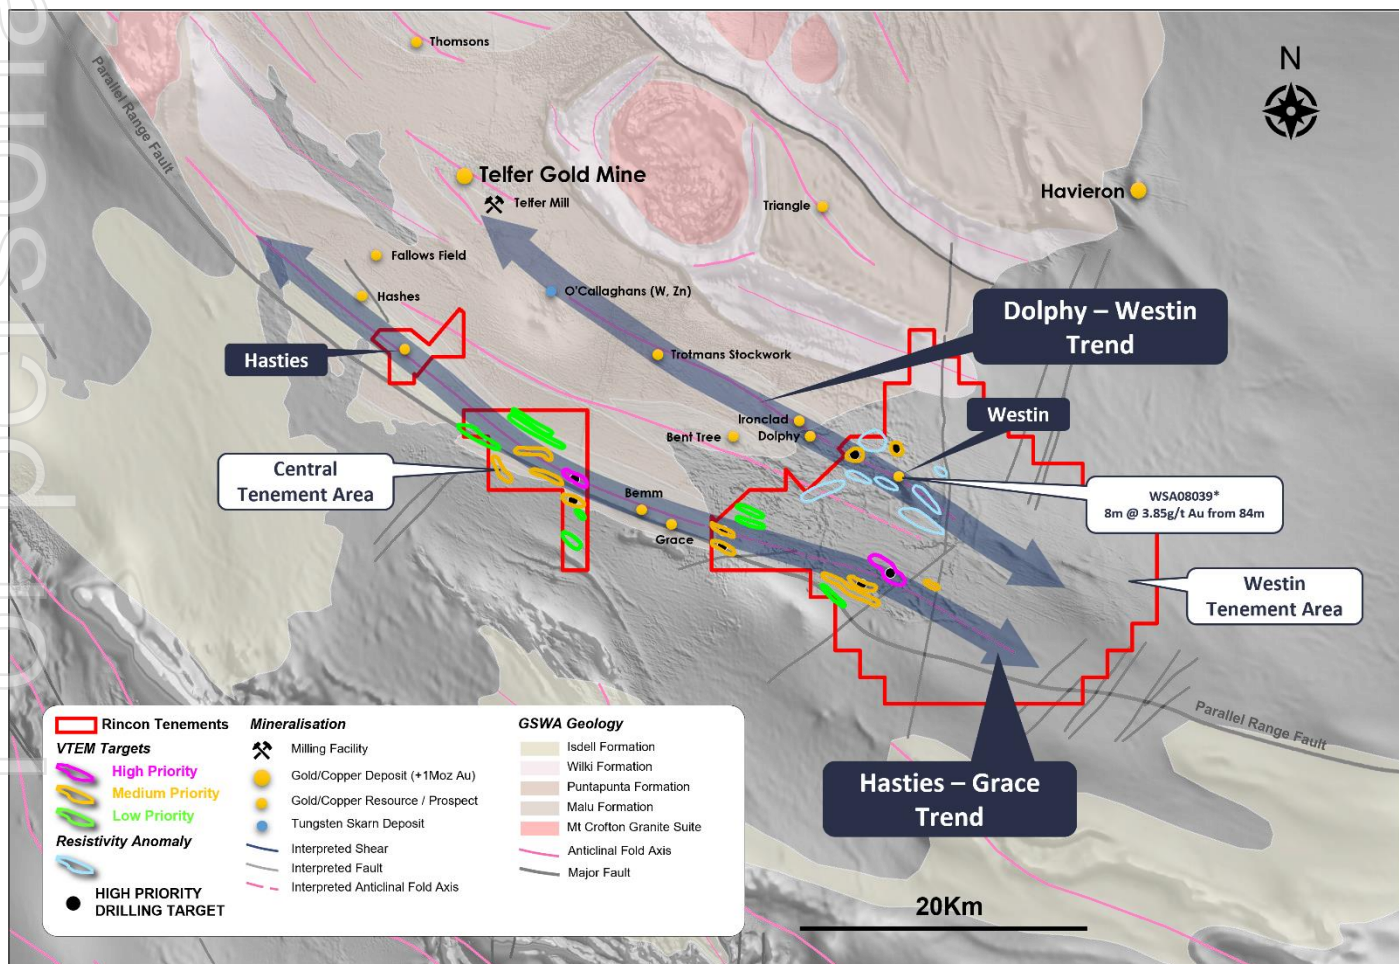 Thomsons
N
Parallel Range Fault
Telfer Gold Mine
Telfer Mill
Triangle
Havieron
Fallows Field
Hashes
O'Callaghans (W, Zn)
Dolphy – Westin
Trend
Hasties
Trotmans Stockwork
Westin
Ironclad
Bent Tree
Dolphy
Central
Tenement Area
WSA08039*
8m @ 3.85g/t Au from 84m
Bemm
Grace
Westin
Tenement Area
Parallel Range Fault
Hasties – Grace
Trend
Rincon Tenements
VTEM Targets
High Priority
Medium Priority
Low Priority
Resistivity Anomaly
HIGH PRIORITY
DRILLING TARGET
Mineralisation
Milling Facility
Gold/Copper Deposit (+1Moz Au)
Gold/Copper Resource / Prospect
Tungsten Skarn Deposit
Interpreted Shear
Interpreted Fault
Interpreted Anticlinal Fold Axis
GSWA Geology
Isdell Formation
Wilki Formation
Puntapunta Formation
Malu Formation
Mt Crofton Granite Suite
Anticlinal Fold Axis
Major Fault
20Km